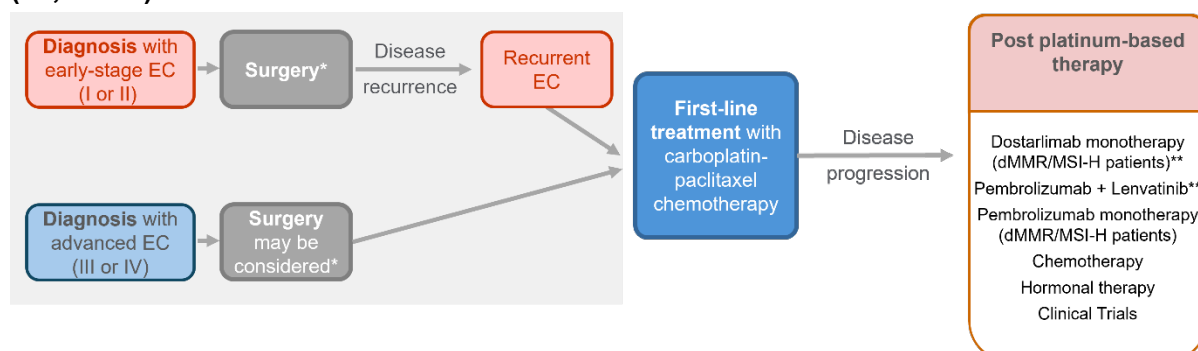 Diagnosis with
early-stage EC
(I or II)
Surgery*
Disease
recurrence
Recurrent
EC
Diagnosis with
advanced EC
(III or IV)
Surgery
may be
considered*
First-line
treatment with
carboplatin-
paclitaxel
chemotherapy
Disease
progression
Post platinum-based
therapy
Dostarlimab monotherapy
(dMMR/MSI-H patients)**
Pembrolizumab + Lenvatinib**
Pembrolizumab monotherapy
(dMMR/MSI-H patients)
Chemotherapy
Hormonal therapy
Clinical Trials